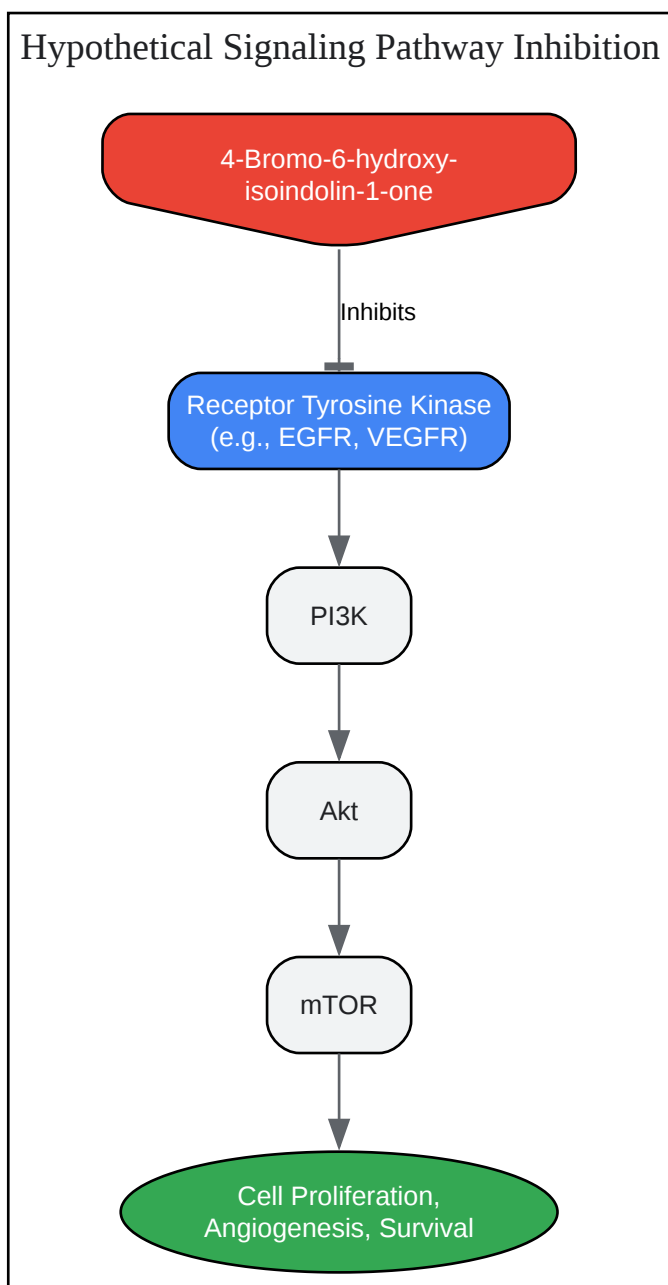 Hypothetical Signaling Pathway Inhibition
4-Bromo-6-hydroxy-
isoindolin-1-one
Inhibits
Receptor Tyrosine Kinase
(e.g., EGFR, VEGFR)
PI3K
Akt
mTOR
Cell Proliferation,
Angiogenesis, Survival